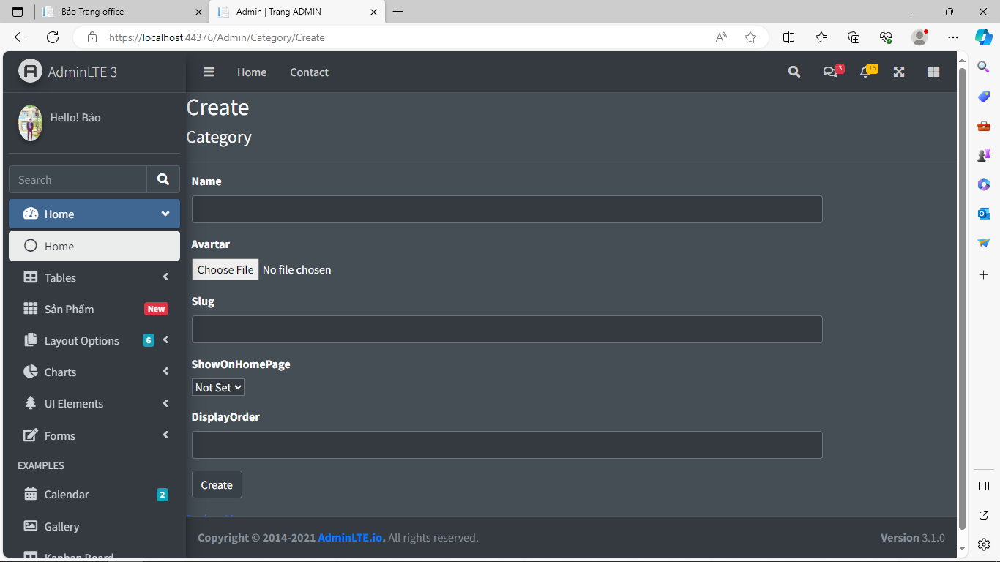 Bảo Trang office
Admin | Trang ADMIN
https://localhost:44376/Admin/Category/Create
AdminLTE 3
Home
Contact
3
15
Hello! Bảo
Search
Home
Home
Tables
Sản Phẩm
New
Layout Options
6
Charts
UI Elements
Forms
EXAMPLES
Calendar
2
Gallery
Kanban Board
Create
Category
Name
Avartar
Choose File No file chosen
Slug
ShowOnHomePage
Not Set
DisplayOrder
Create
Copyright © 2014-2021 AdminLTE.io. All rights reserved.
Version 3.1.0